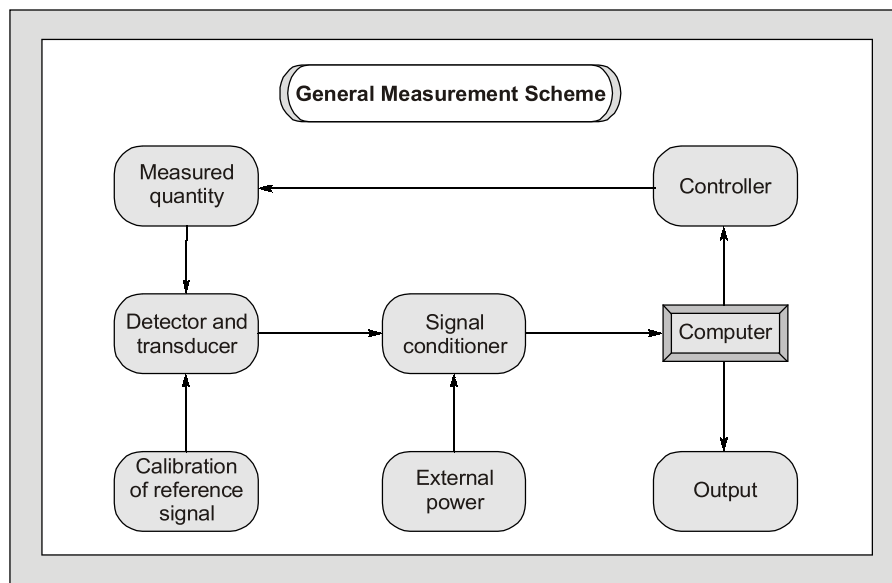 General Measurement Scheme
Measured
quantity
Controller
Detector and
transducer
Signal
conditioner
Computer
Calibration
of reference
signal
External
power
Output